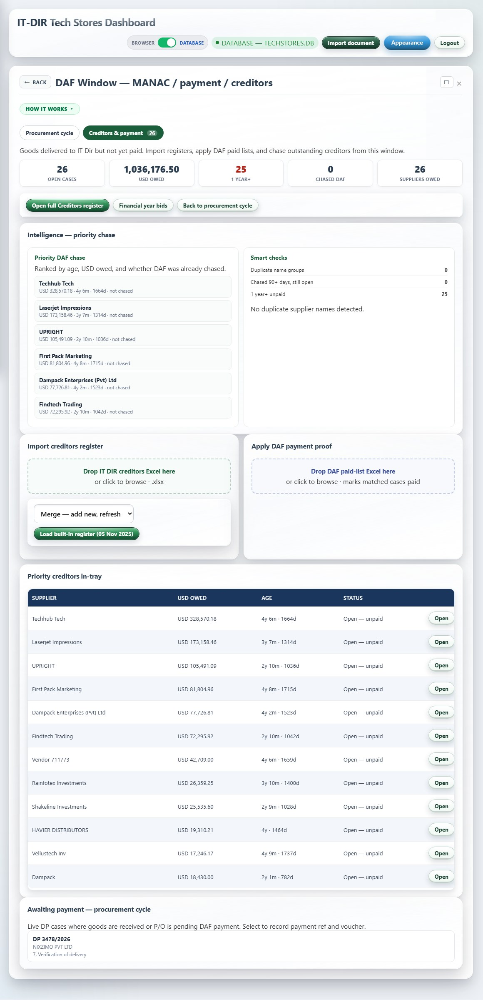 IT-DIR Tech Stores Dashboard
BROWSER DATABASE DATABASE — TECHSTORES.DB Import document Appearance Logout
← BACK DAF Window — MANAC / payment / creditors
HOW IT WORKS
Procurement cycle Creditors & payment 26
Goods delivered to IT Dir but not yet paid. Import registers, apply DAF paid lists, and chase outstanding creditors from this window.
26 1,036,176.50 25 0 26
OPEN CASES USD OWED 1 YEAR+ CHASED DAF SUPPLIERS OWED
Open full Creditors register Financial year bids Back to procurement cycle
Intelligence — priority chase
Priority DAF chase
Ranked by age, USD owed, and whether DAF was already chased.
Techhub Tech
USD 328,570.18 · 4y 6m · 1664d · not chased
Laserjet Impressions
USD 173,158.46 · 3y 7m · 1314d · not chased
UPRIGHT
USD 105,491.09 · 2y 10m · 1036d · not chased
First Pack Marketing
USD 81,804.96 · 4y 8m · 1715d · not chased
Dampack Enterprises (Pvt) Ltd
USD 77,726.81 · 4y 2m · 1523d · not chased
Findtech Trading
USD 72,295.92 · 2y 10m · 1042d · not chased
Smart checks
Duplicate name groups 0
Chased 90+ days, still open 0
1 year+ unpaid 25
No duplicate supplier names detected.
Import creditors register
Drop IT DIR creditors Excel here
or click to browse · .xlsx
Merge — add new, refresh
Load built-in register (05 Nov 2025)
Apply DAF payment proof
Drop DAF paid-list Excel here
or click to browse · marks matched cases paid
Priority creditors in-tray
SUPPLIER USD OWED AGE STATUS
Techhub Tech USD 328,570.18 4y 6m · 1664d Open — unpaid Open
Laserjet Impressions USD 173,158.46 3y 7m · 1314d Open — unpaid Open
UPRIGHT USD 105,491.09 2y 10m · 1036d Open — unpaid Open
First Pack Marketing USD 81,804.96 4y 8m · 1715d Open — unpaid Open
Dampack Enterprises (Pvt) Ltd USD 77,726.81 4y 2m · 1523d Open — unpaid Open
Findtech Trading USD 72,295.92 2y 10m · 1042d Open — unpaid Open
Vendor 711773 USD 42,709.00 4y 6m · 1659d Open — unpaid Open
Rainfotex Investments USD 26,359.25 3y 10m · 1400d Open — unpaid Open
Shakeline Investments USD 25,535.60 2y 9m · 1028d Open — unpaid Open
HAVIER DISTRIBUTORS USD 19,310.21 4y · 1464d Open — unpaid Open
Vellustech Inv USD 17,246.17 4y 9m · 1737d Open — unpaid Open
Dampack USD 18,430.00 2y 1m · 782d Open — unpaid Open
Awaiting payment — procurement cycle
Live DP cases where goods are received or P/O is pending DAF payment. Select to record payment ref and voucher.
DP 3478/2026
NIXZIMO PVT LTD
7. Verification of delivery